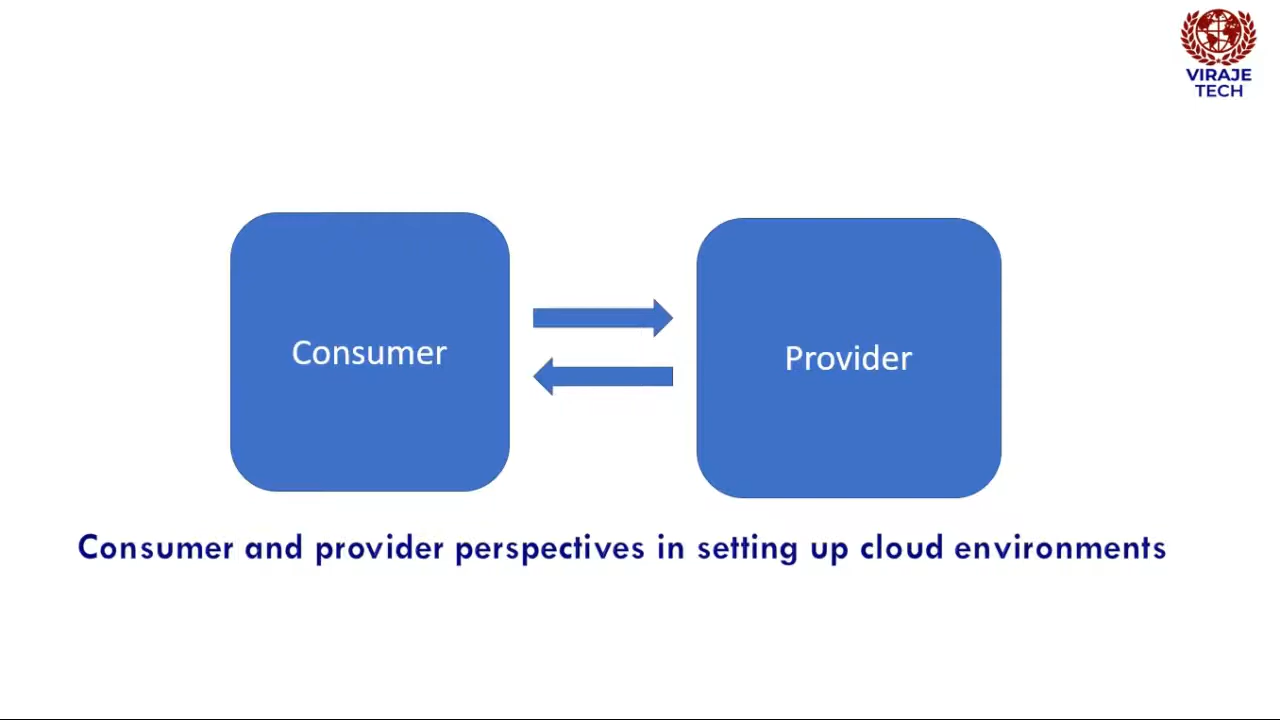 VIRAJE
TECH
Consumer
Provider
Consumer and provider perspectives in setting up cloud environments